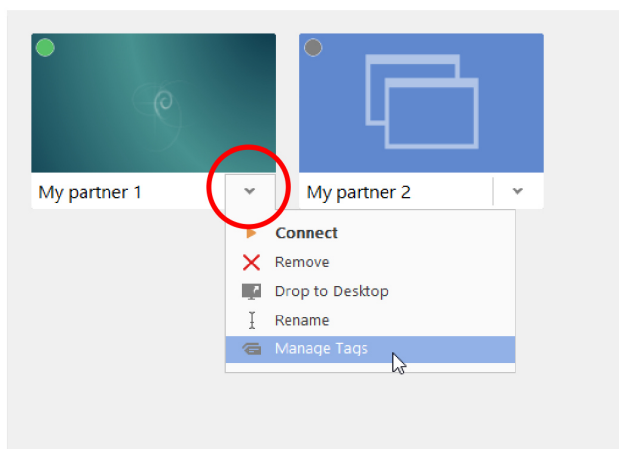 My partner 1
My partner 2
Connect
Remove
Drop to Desktop
Rename
Manage Tags